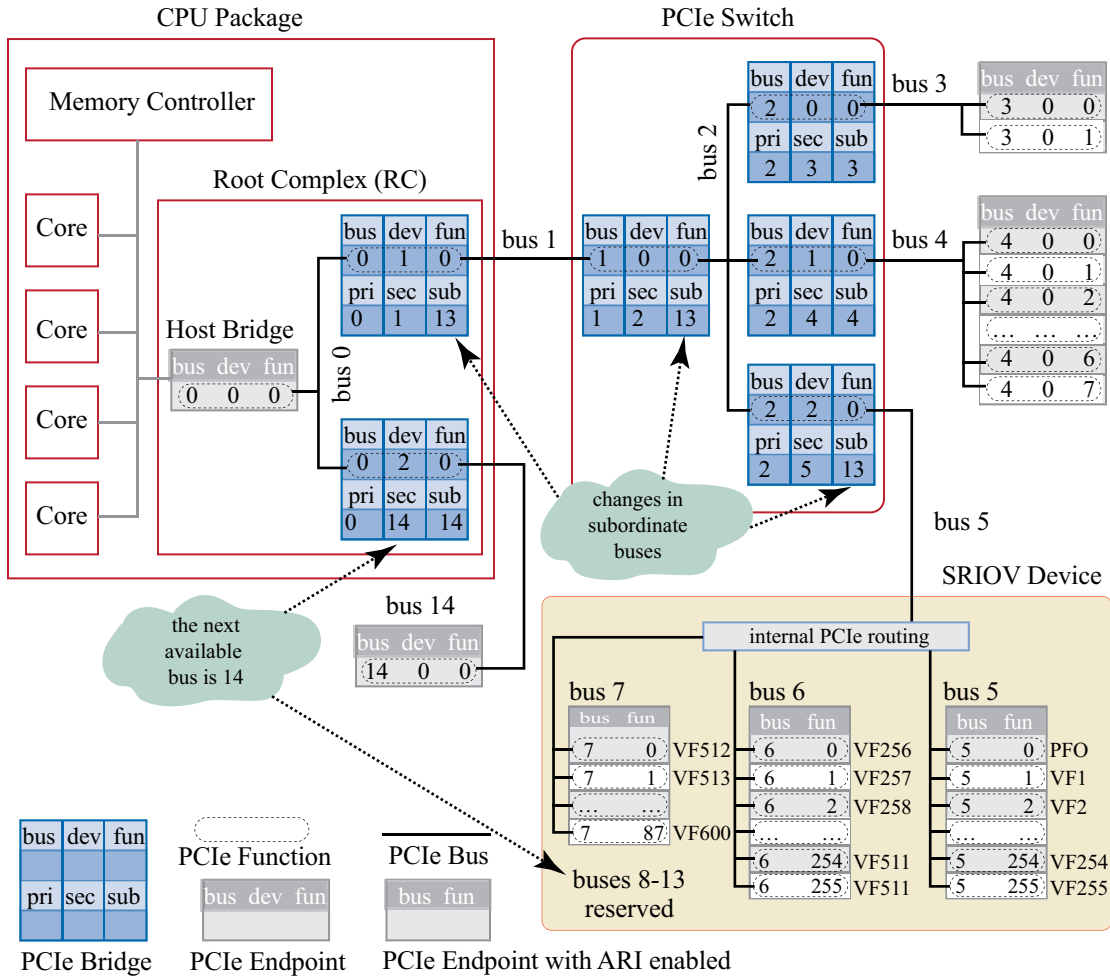 CPU Package
PCIe Switch
Memory Controller
Root Complex (RC)
Core
Core
Core
Core
Host Bridge
bus dev fun
0 0 0
bus 0
bus dev fun
0 1 0
pri sec sub
0 1 13
bus dev fun
0 2 0
pri sec sub
0 14 14
bus 1
bus dev fun
1 0 0
pri sec sub
1 2 13
bus 2
bus dev fun
2 0 0
pri sec sub
2 3 3
bus dev fun
2 1 0
pri sec sub
2 4 4
bus dev fun
2 2 0
pri sec sub
2 5 13
bus 3
bus dev fun
3 0 0
3 0 1
bus 4
bus dev fun
4 0 0
4 0 1
4 0 2
... ... ...
4 0 6
4 0 7
changes in
subordinate
buses
bus 5
the next
available
bus is 14
bus 14
bus dev fun
14 0 0
SRIOV Device
internal PCIe routing
bus 7
bus fun
7 0 VF512
7 1 VF513
... ...
7 87 VF600
bus 6
bus fun
6 0 VF256
6 1 VF257
6 2 VF258
... ...
6 254 VF511
6 255 VF511
bus 5
bus fun
5 0 PFO
5 1 VF1
5 2 VF2
... ...
5 254 VF254
5 255 VF255
buses 8-13
reserved
bus dev fun
pri sec sub
PCIe Bridge
PCIe Function
bus dev fun
PCIe Endpoint
PCIe Bus
bus fun
PCIe Endpoint with ARI enabled